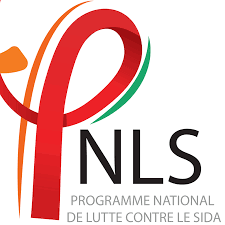 PNLS
PROGRAMME NATIONAL
DE LUTTE CONTRE LE SIDA